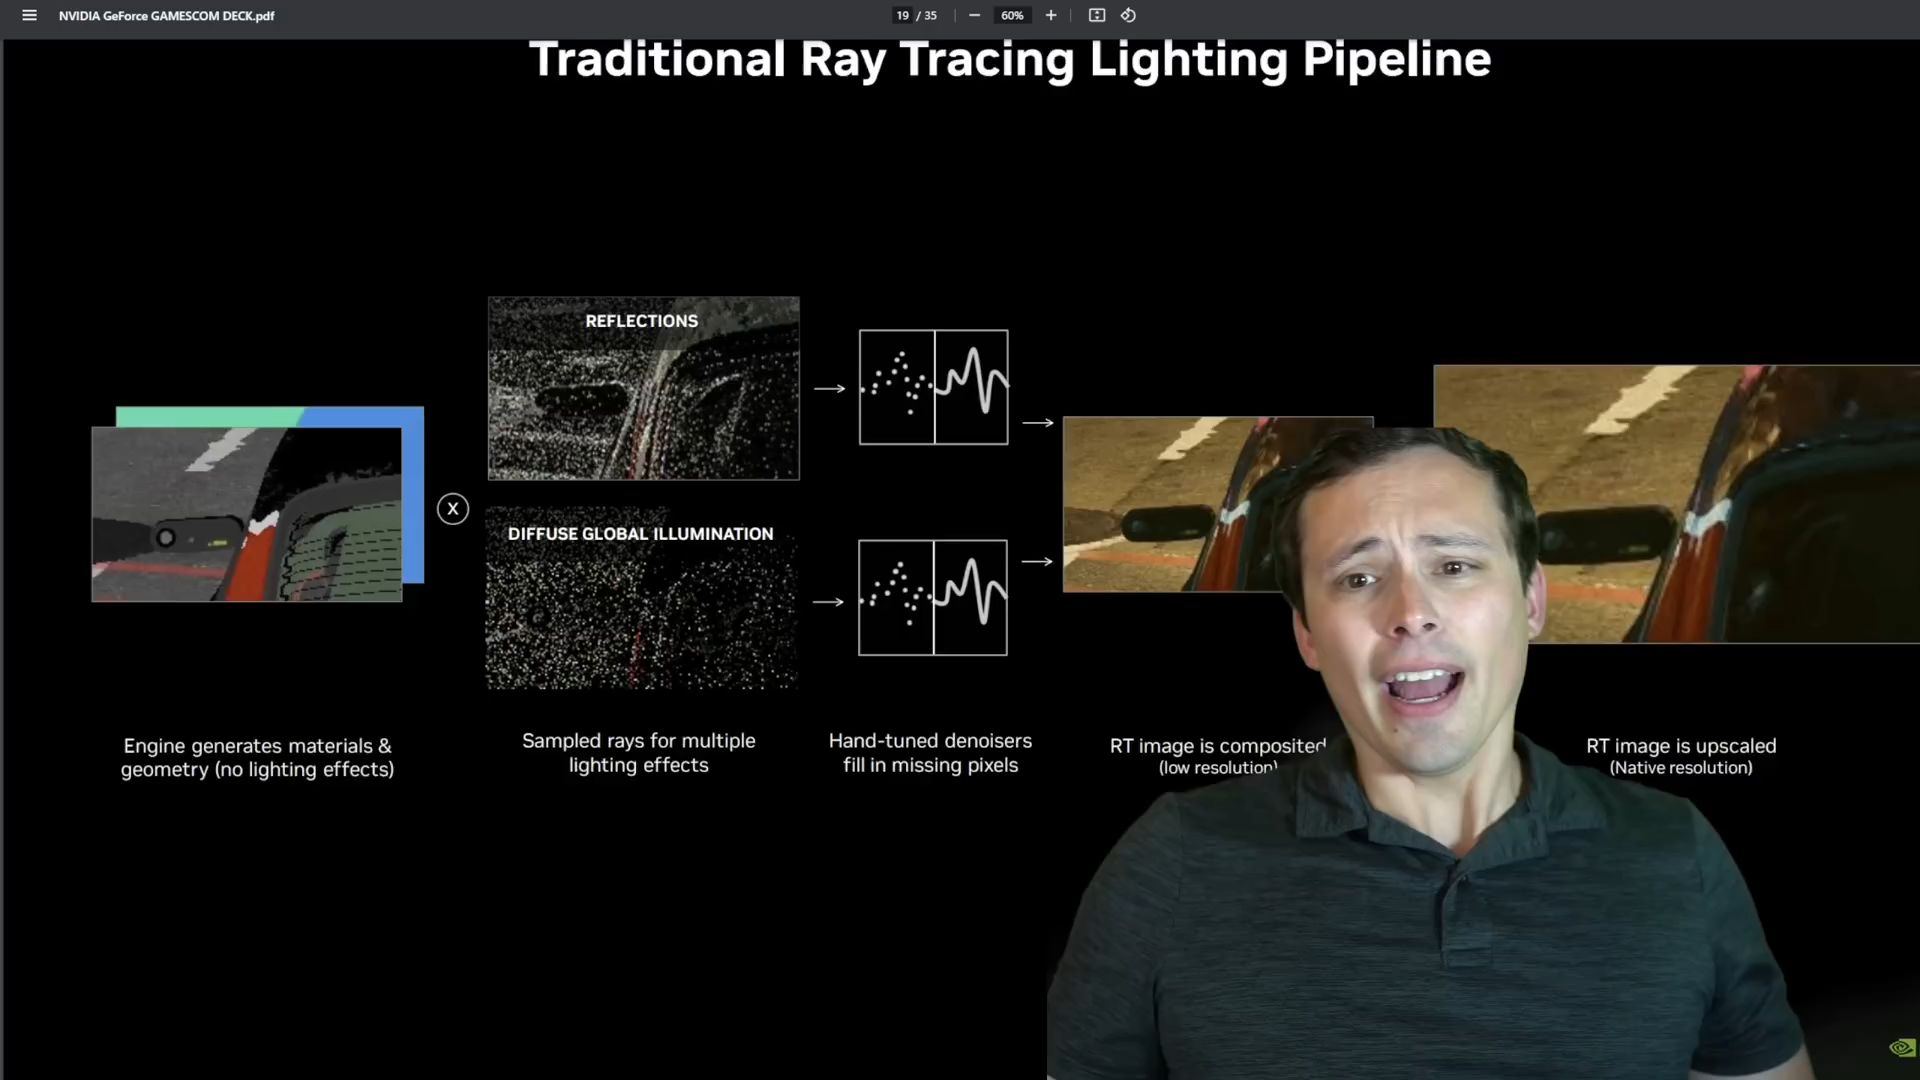 NVIDIA GeForce GAMESCOM DECK.pdf
19 / 35
60%
Traditional Ray Tracing Lighting Pipeline
REFLECTIONS
X
DIFFUSE GLOBAL ILLUMINATION
Engine generates materials &
geometry (no lighting effects)
Sampled rays for multiple
lighting effects
Hand-tuned denoisers
fill in missing pixels
RT image is composited
(low resolution)
RT image is upscaled
(Native resolution)